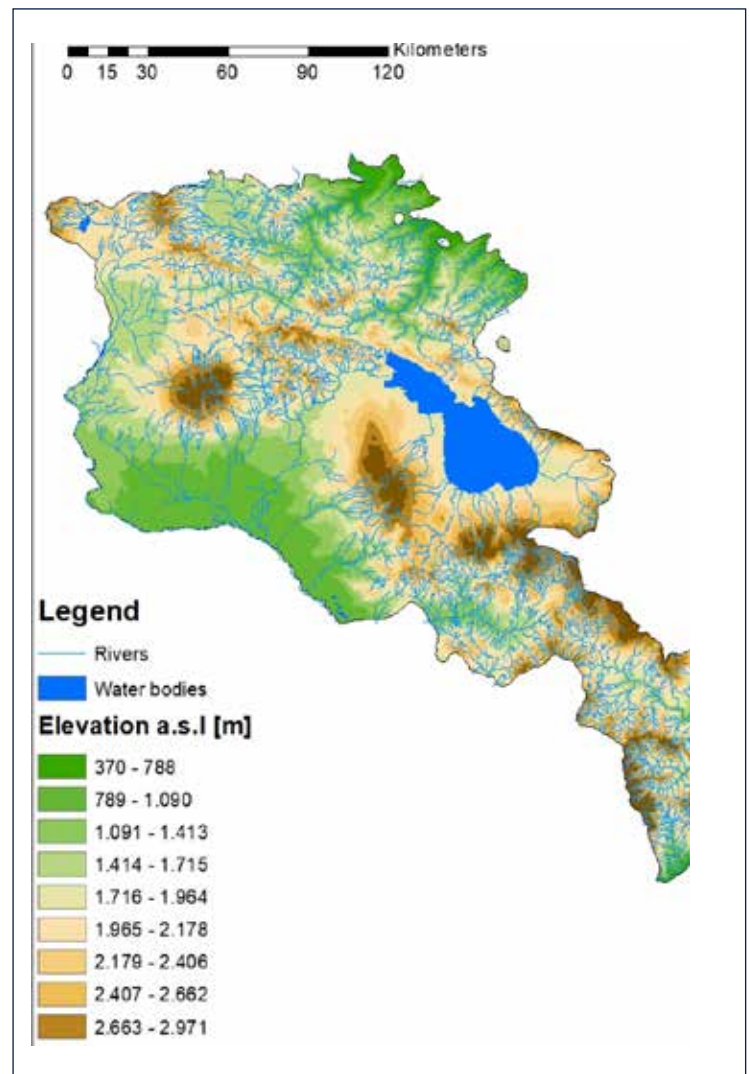 Kilometers
0 15 30 60 90 120
Legend
Rivers
Water bodies
Elevation a.s.l [m]
370 - 788
789 - 1.090
1.091 - 1.413
1.414 - 1.715
1.716 - 1.964
1.965 - 2.178
2.179 - 2.406
2.407 - 2.662
2.663 - 2.971